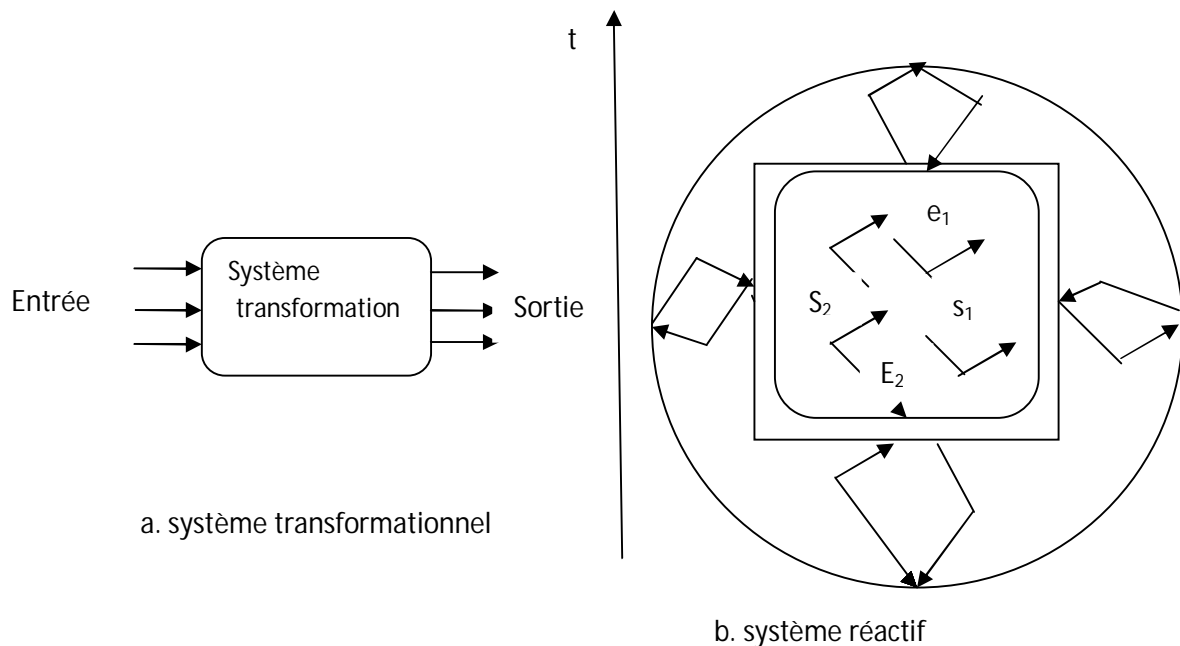 t
Entrée
Système
transformation
Sortie
a. système transformationnel
e₁
S₂
s₁
E₂
b. système réactif